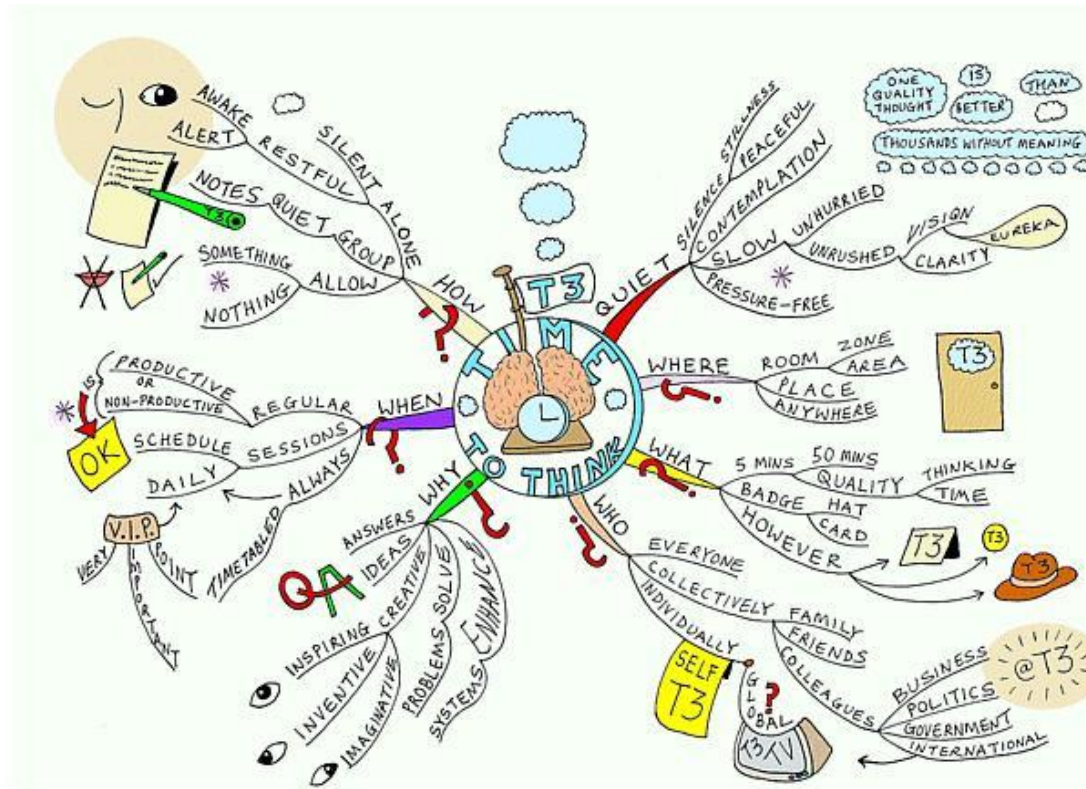 T3
TIME
TO THINK
QUIET
SILENCE
STILLNESS
PEACEFUL
CONTEMPLATION
SLOW
UNHURRIED
UNRUSHED
VISION
EUREKA
CLARITY
PRESSURE-FREE
ONE QUALITY THOUGHT
IS
BETTER
THAN
THOUSANDS WITHOUT MEANING
WHERE
ROOM
ZONE
AREA
PLACE
ANYWHERE
T3
WHAT
?
5 MINS
50 MINS
QUALITY
THINKING
TIME
BADGE
HAT
CARD
HOWEVER
T3
T3
T3
WHO
?
EVERYONE
COLLECTIVELY
FAMILY
FRIENDS
COLLEAGUES
BUSINESS
POLITICS
GOVERNMENT
INTERNATIONAL
@T3
INDIVIDUALLY
SELF
T3
GLOBAL
?
T3TV
WHY
?
ANSWERS
IDEAS
QA
CREATIVE
INSPIRING
INVENTIVE
IMAGINATIVE
SOLVE
PROBLEMS
ENHANCE
SYSTEMS
WHEN
?
REGULAR
PRODUCTIVE
OR
NON-PRODUCTIVE
IS
OK
SESSIONS
SCHEDULE
DAILY
ALWAYS
TIMETABLED
V.I.P.
VERY
IMPORTANT
POINT
HOW
?
ALONE
SILENT
RESTFUL
AWAKE
ALERT
GROUP
QUIET
NOTES
T3
ALLOW
SOMETHING
NOTHING
?